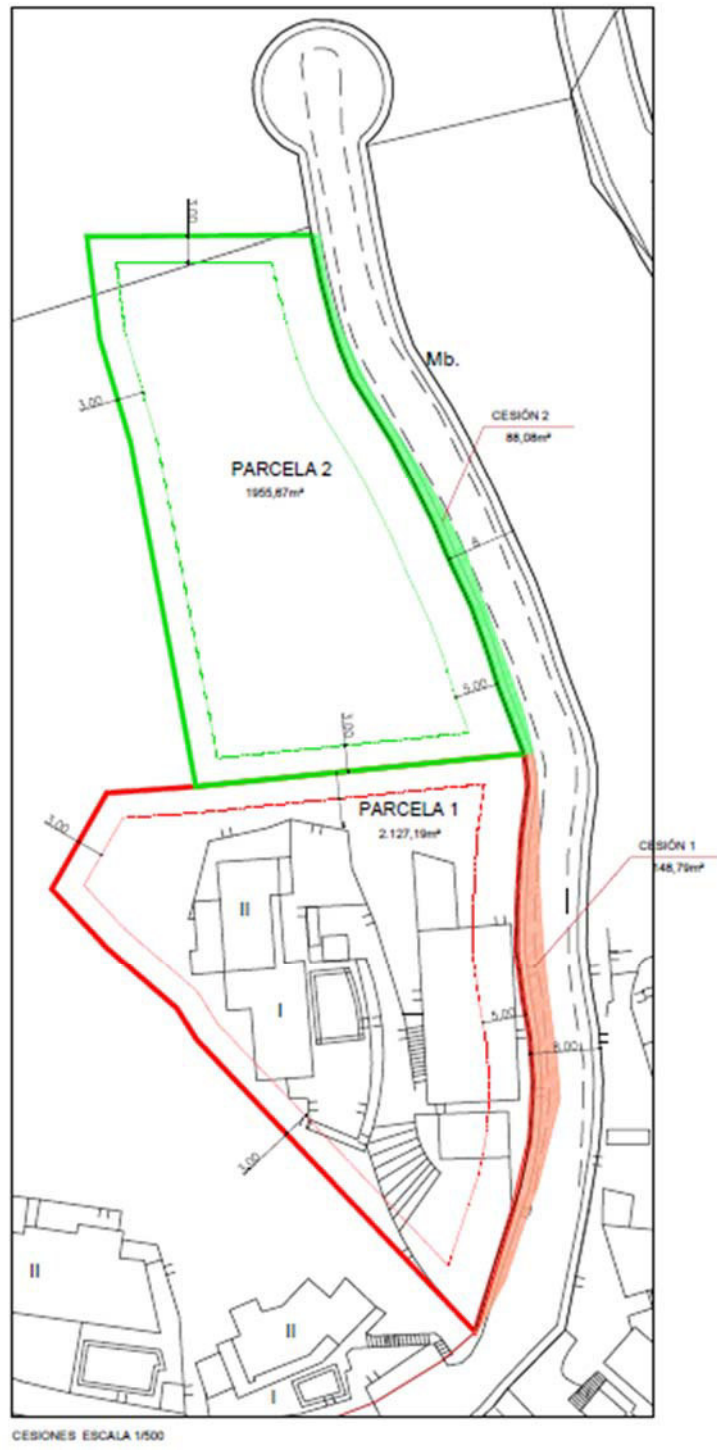 3.00
Mb.
CESIÓN 2
88,08m²
3.00
PARCELA 2
1955,67m²
5.00
3.00
PARCELA 1
2.127,19m²
3.00
CESIÓN 1
148,79m²
II
I
I
5.00
8.00
3.00
II
II
I
CESIONES ESCALA 1/500